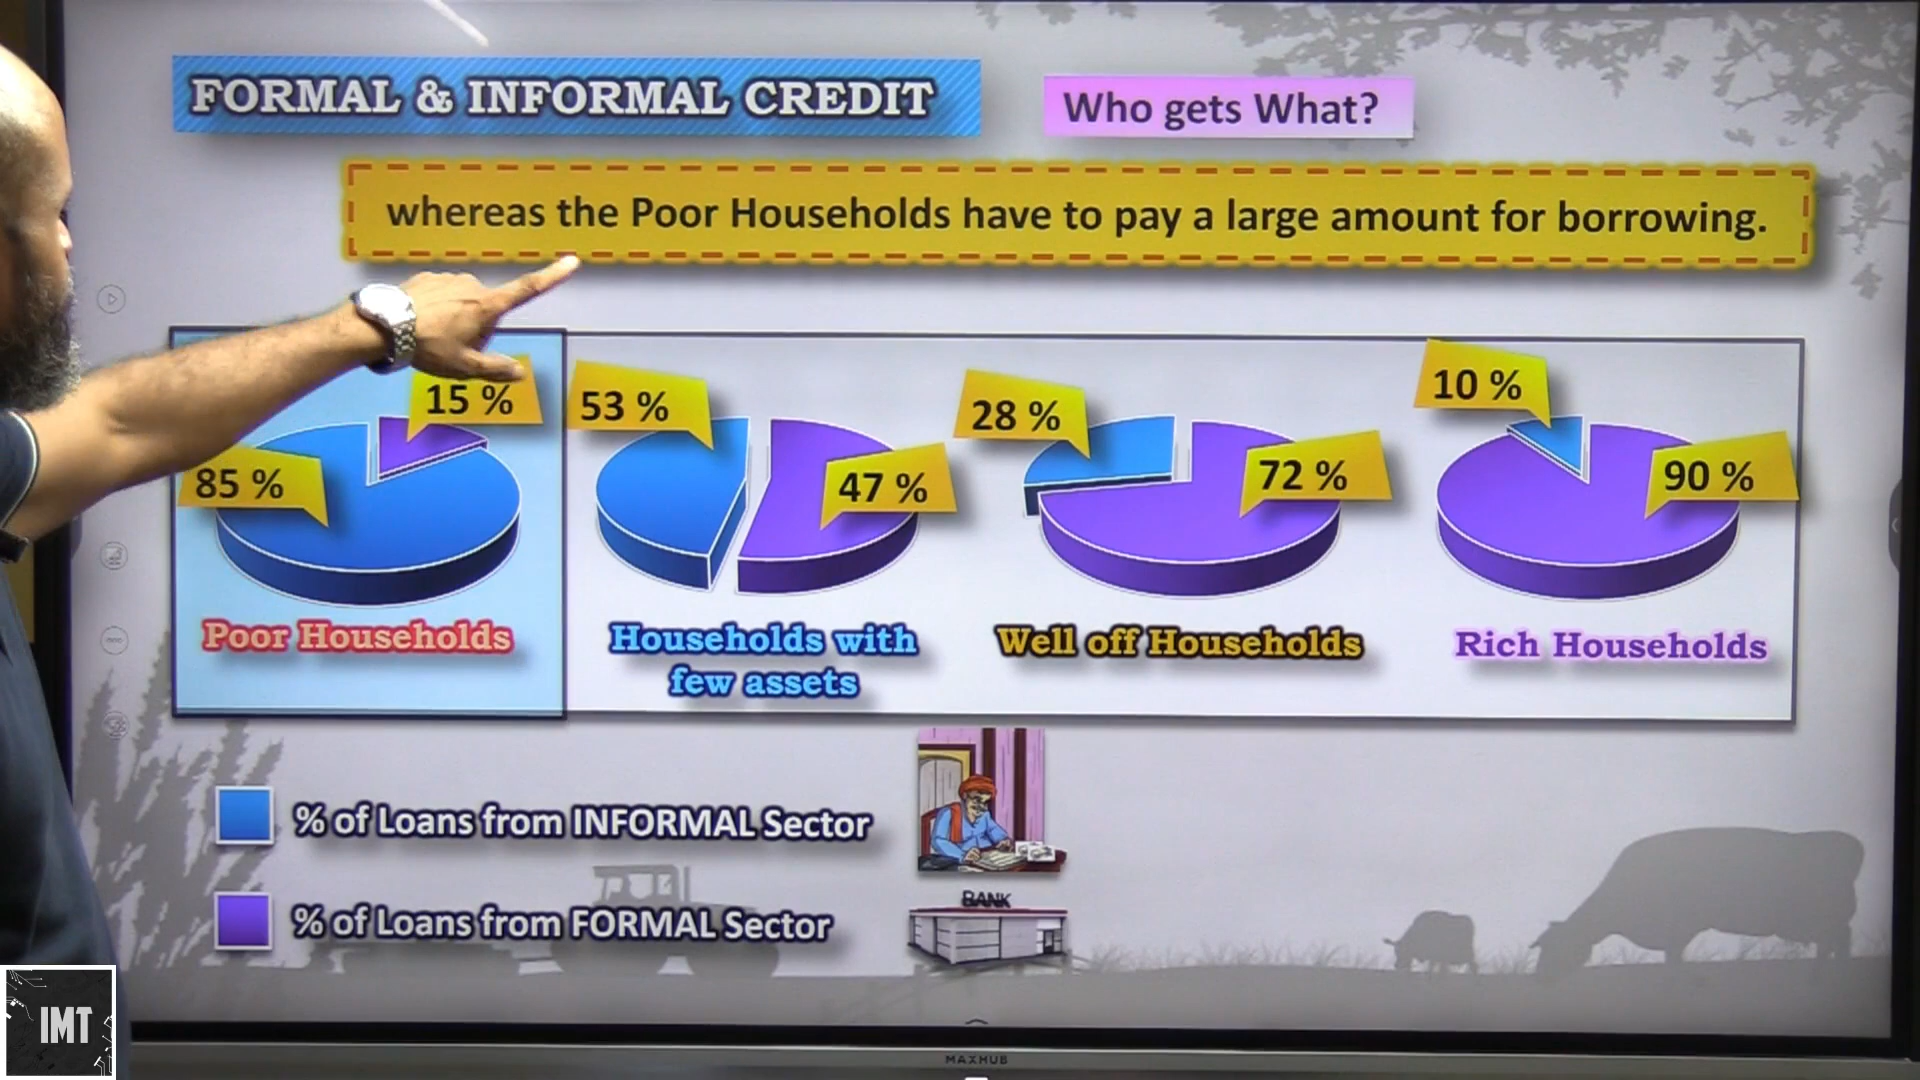 FORMAL & INFORMAL CREDIT
Who gets What?
whereas the Poor Households have to pay a large amount for borrowing.
15 %
85 %
53 %
47 %
28 %
72 %
10 %
90 %
Poor Households
Households with
few assets
Well off Households
Rich Households
% of Loans from INFORMAL Sector
BANK
% of Loans from FORMAL Sector
IMT
MAXHUB